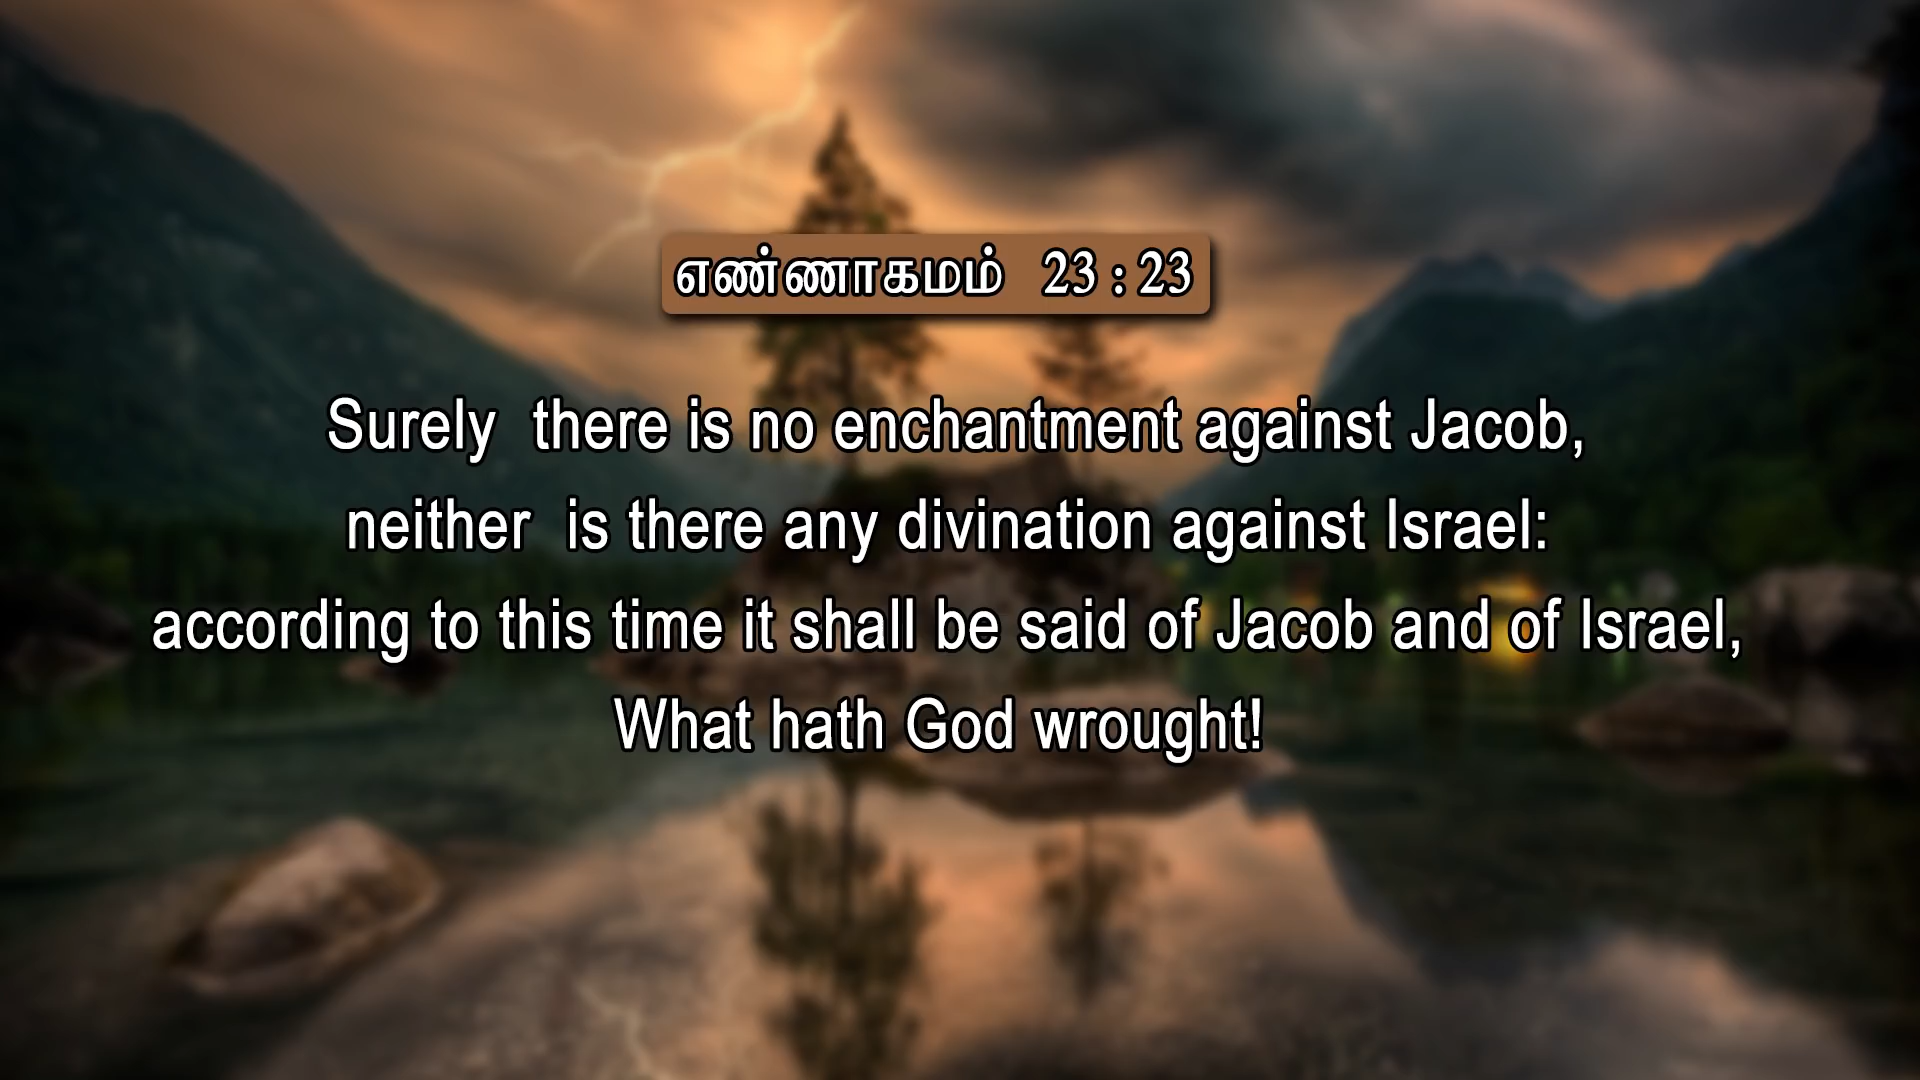 எண்ணாகமம் 23 : 23
Surely there is no enchantment against Jacob,
neither is there any divination against Israel:
according to this time it shall be said of Jacob and of Israel,
What hath God wrought!